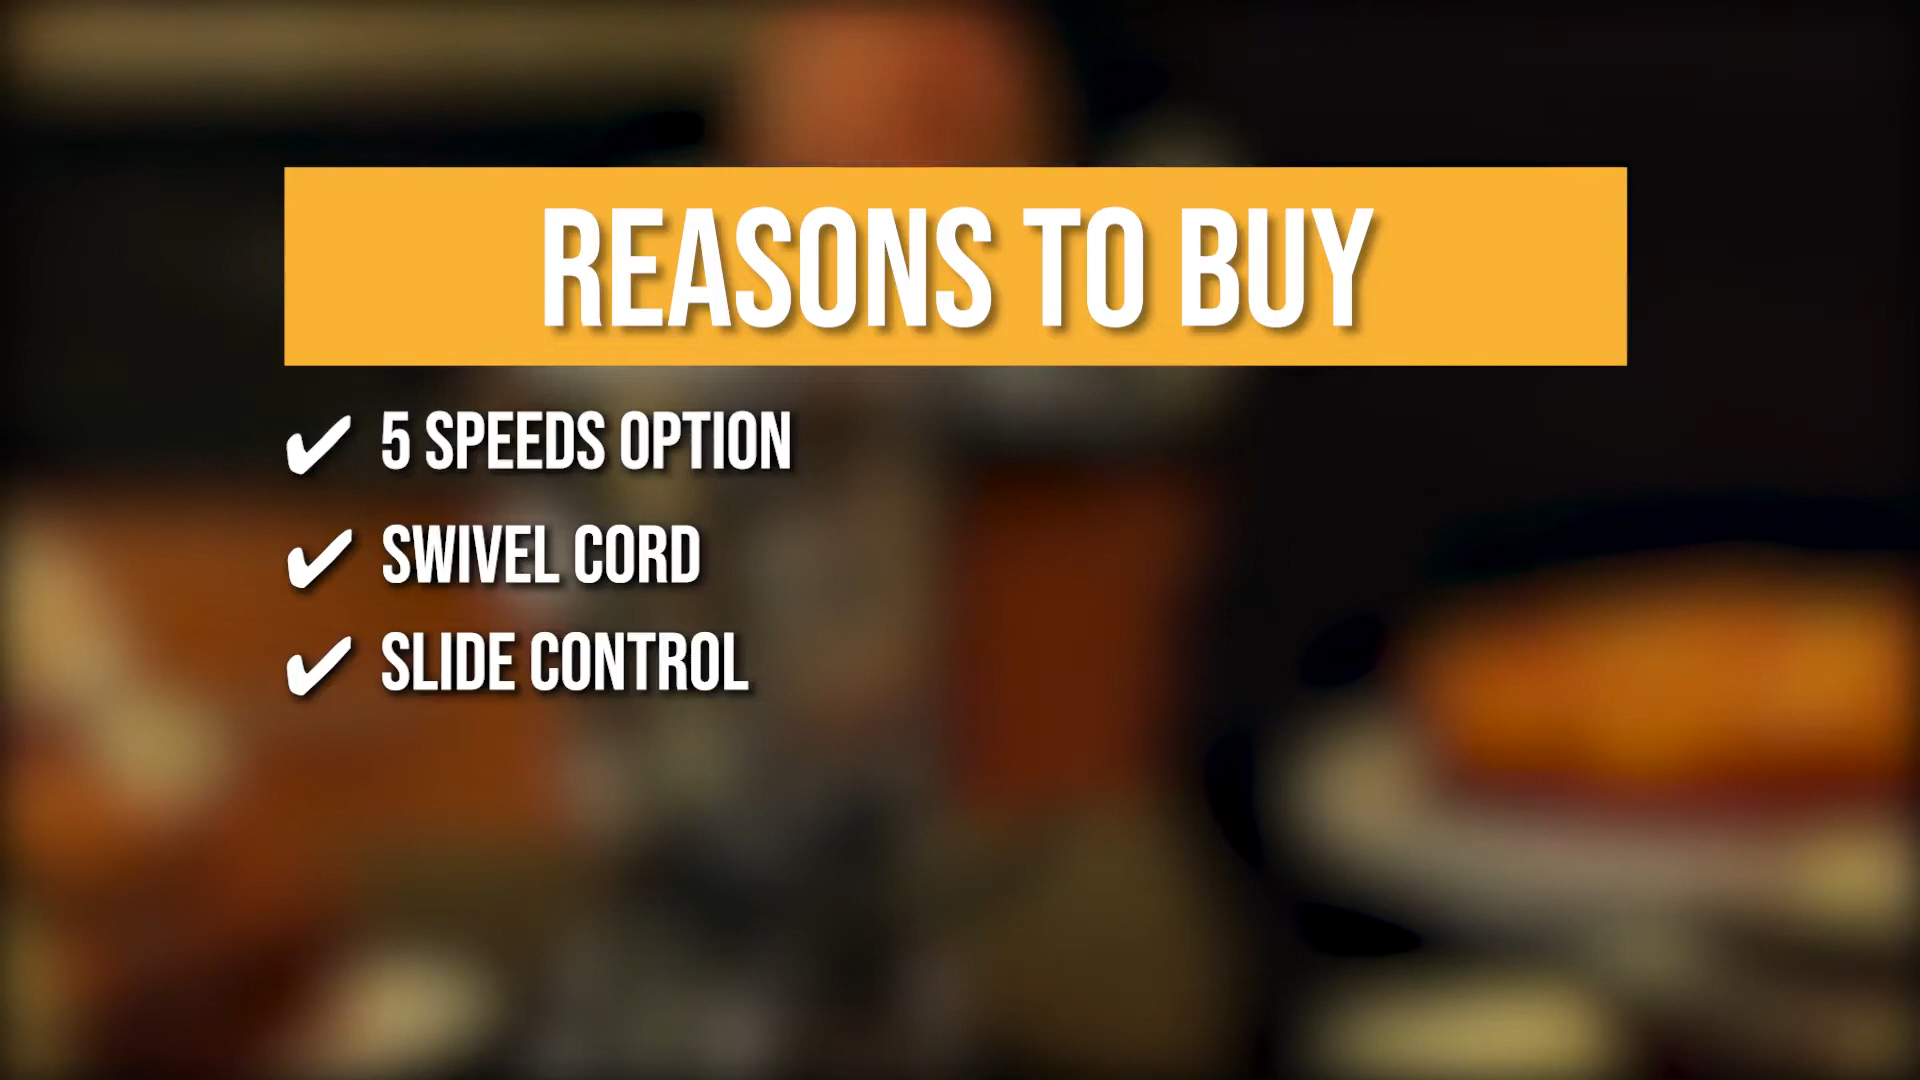 REASONS TO BUY
✔ 5 SPEEDS OPTION
✔ SWIVEL CORD
✔ SLIDE CONTROL